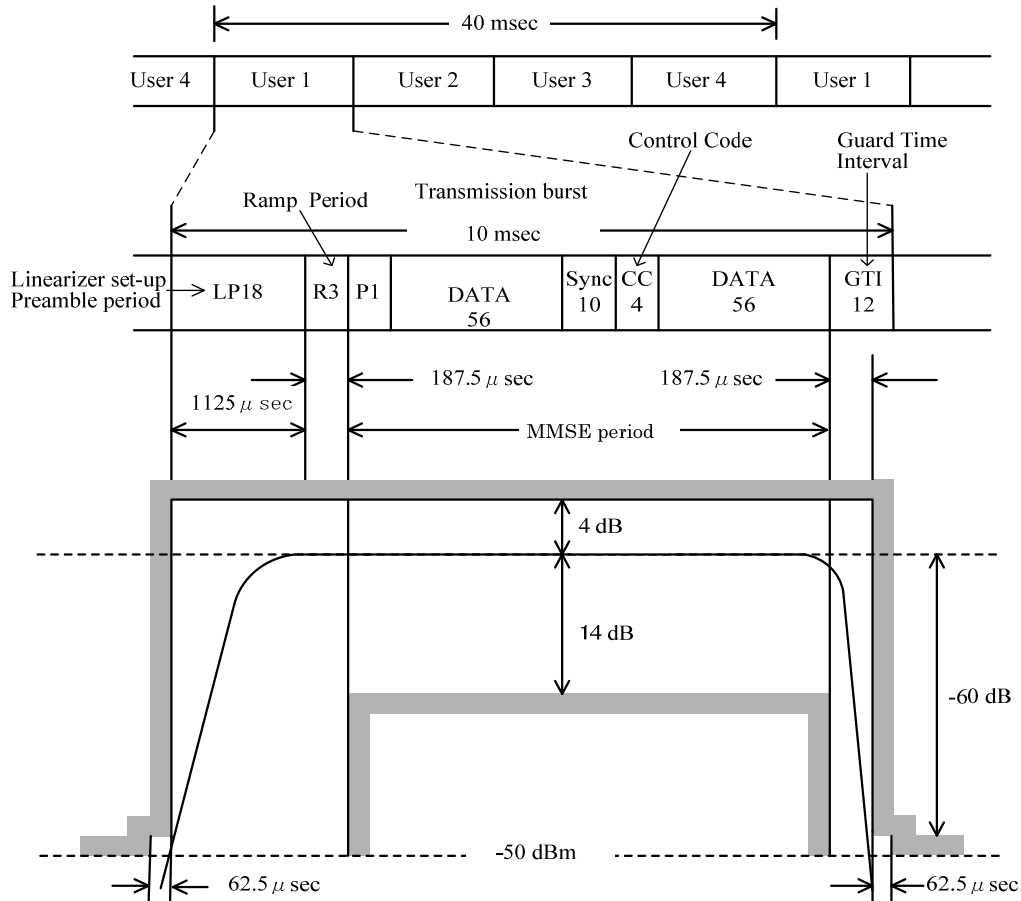 40 msec
User 4
User 1
User 2
User 3
User 4
User 1
Control Code
Guard Time
Interval
Ramp Period
Transmission burst
10 msec
Linearizer set-up
Preamble period
LP18
R3
P1
DATA
56
Sync
10
CC
4
DATA
56
GTI
12
187.5 μ sec
187.5 μ sec
1125 μ sec
MMSE period
4 dB
14 dB
-60 dB
-50 dBm
62.5 μ sec
62.5 μ sec